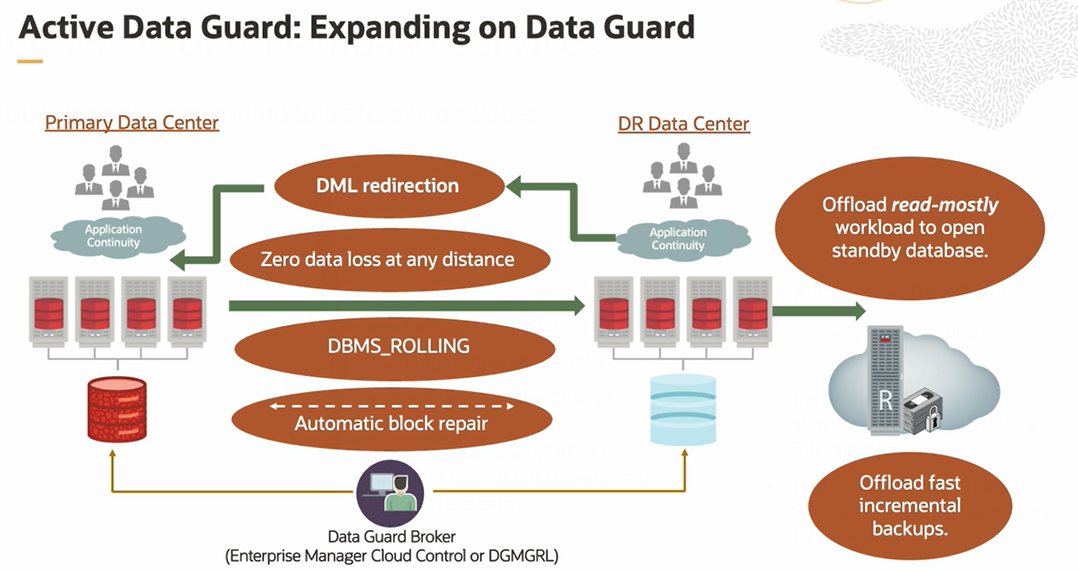 Active Data Guard: Expanding on Data Guard
Primary Data Center
DR Data Center
Application
Continuity
DML redirection
Application
Continuity
Offload read-mostly
workload to open
standby database.
Zero data loss at any distance
DBMS_ROLLING
Automatic block repair
R
Offload fast
incremental
backups.
Data Guard Broker
(Enterprise Manager Cloud Control or DGMGRL)